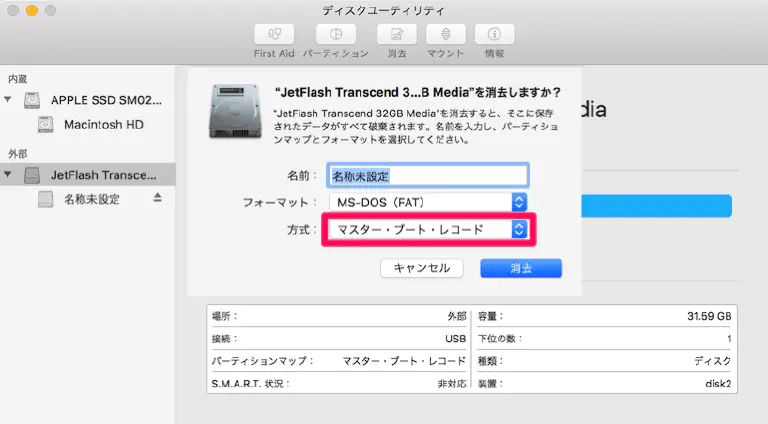 ディスクユーティリティ
First Aid パーティション 消去 マウント 情報
内蔵
APPLE SSD SM02...
Macintosh HD
外部
JetFlash Transce...
名称未設定
"JetFlash Transcend 3...B Media"を消去しますか？
"JetFlash Transcend 32GB Media"を消去すると、そこに保存
されたデータがすべて破棄されます。名前を入力し、パーティショ
ンマップとフォーマットを選択してください。
dia
名前： 名称未設定
フォーマット： MS-DOS（FAT）
方式： マスター・ブート・レコード
キャンセル 消去
場所： 外部 容量： 31.59 GB
接続： USB 下位の数： 1
パーティションマップ： マスター・ブート・レコード 種類： ディスク
S.M.A.R.T. 状況： 非対応 装置： disk2